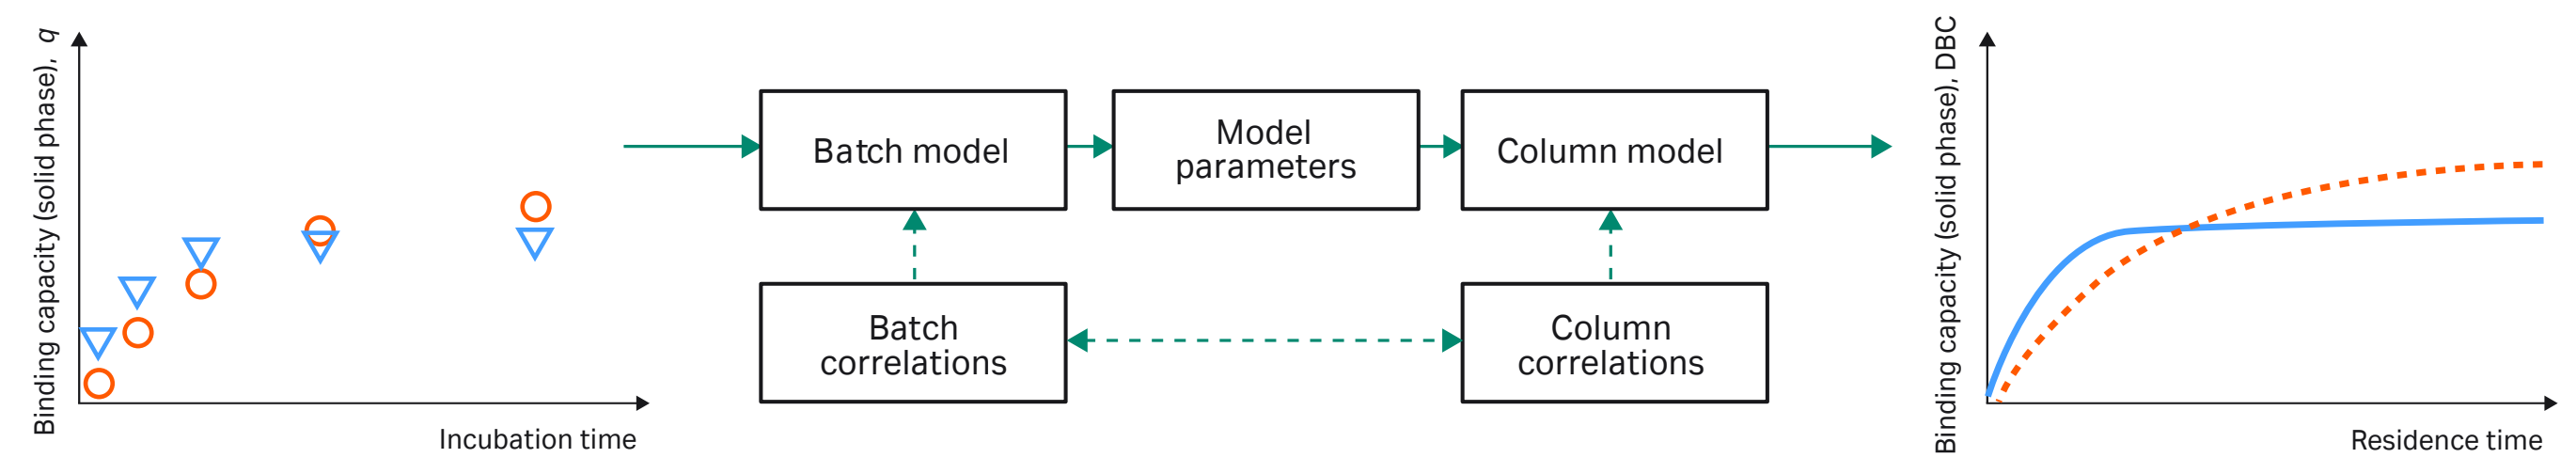 Binding capacity (solid phase), q
Incubation time
Batch model
Model
parameters
Column model
Batch
correlations
Column
correlations
Binding capacity (solid phase), DBC
Residence time